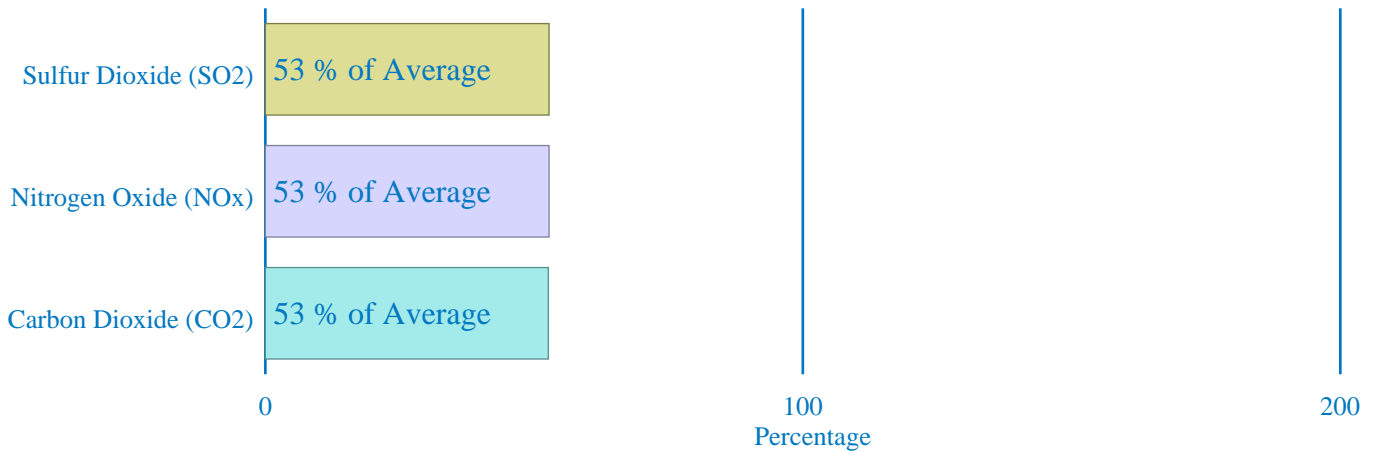 Sulfur Dioxide (SO2)
53 % of Average
Nitrogen Oxide (NOx)
53 % of Average
Carbon Dioxide (CO2)
53 % of Average
0
100
200
Percentage